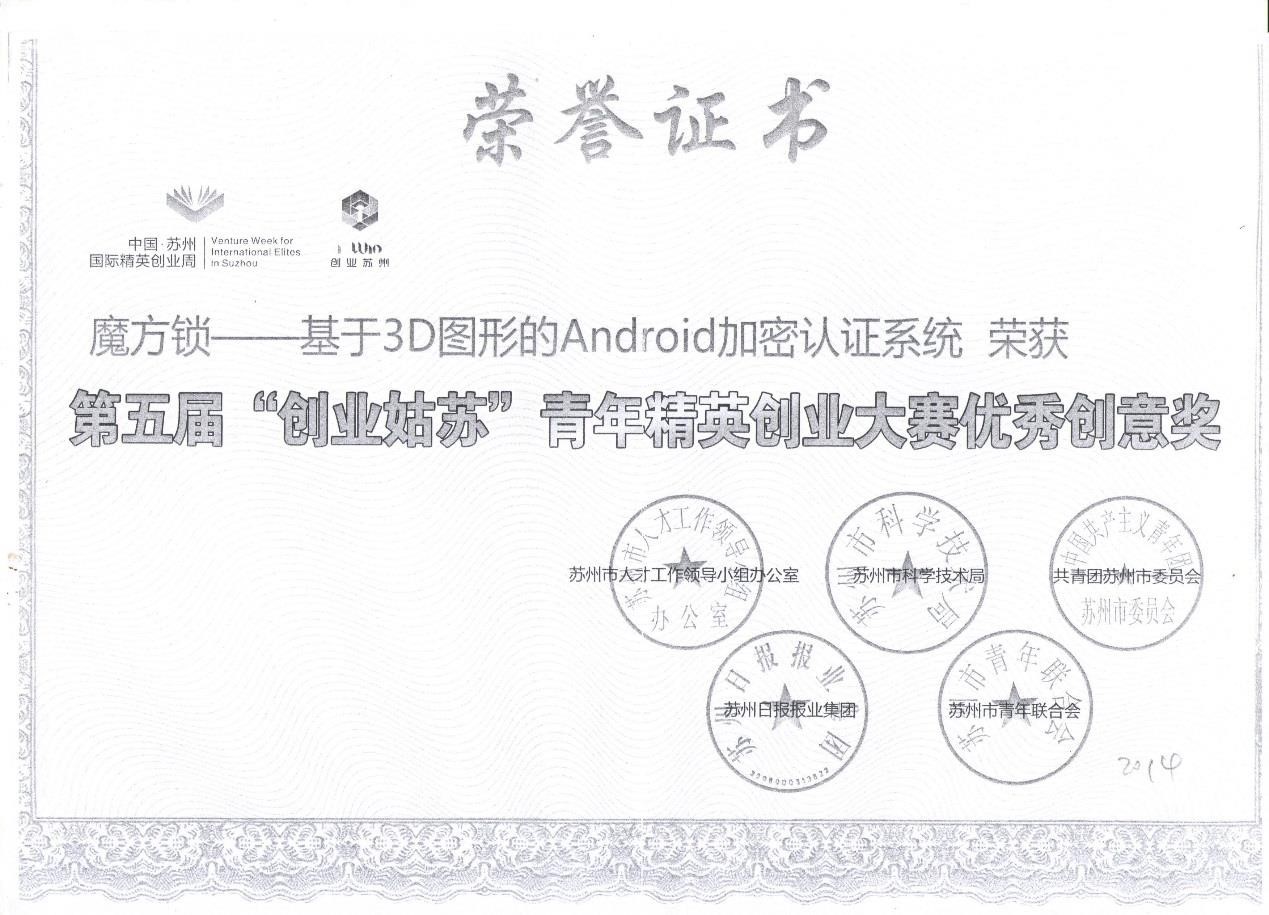 荣誉证书
中国·苏州
国际精英创业周
Venture Week for
International Elites
in Suzhou
i Who
创业苏州
魔方锁——基于3D图形的Android加密认证系统 荣获
第五届“创业姑苏”青年精英创业大赛优秀创意奖
苏州市人才工作领导小组
办公室
苏州市人才工作领导小组办公室
苏州市科学技术局
苏州市科学技术局
中国共产主义青年团
共青团苏州市委员会
苏州市委员会
苏州日报报业集团
苏州日报报业集团
苏州市青年联合会
苏州市青年联合会
2014